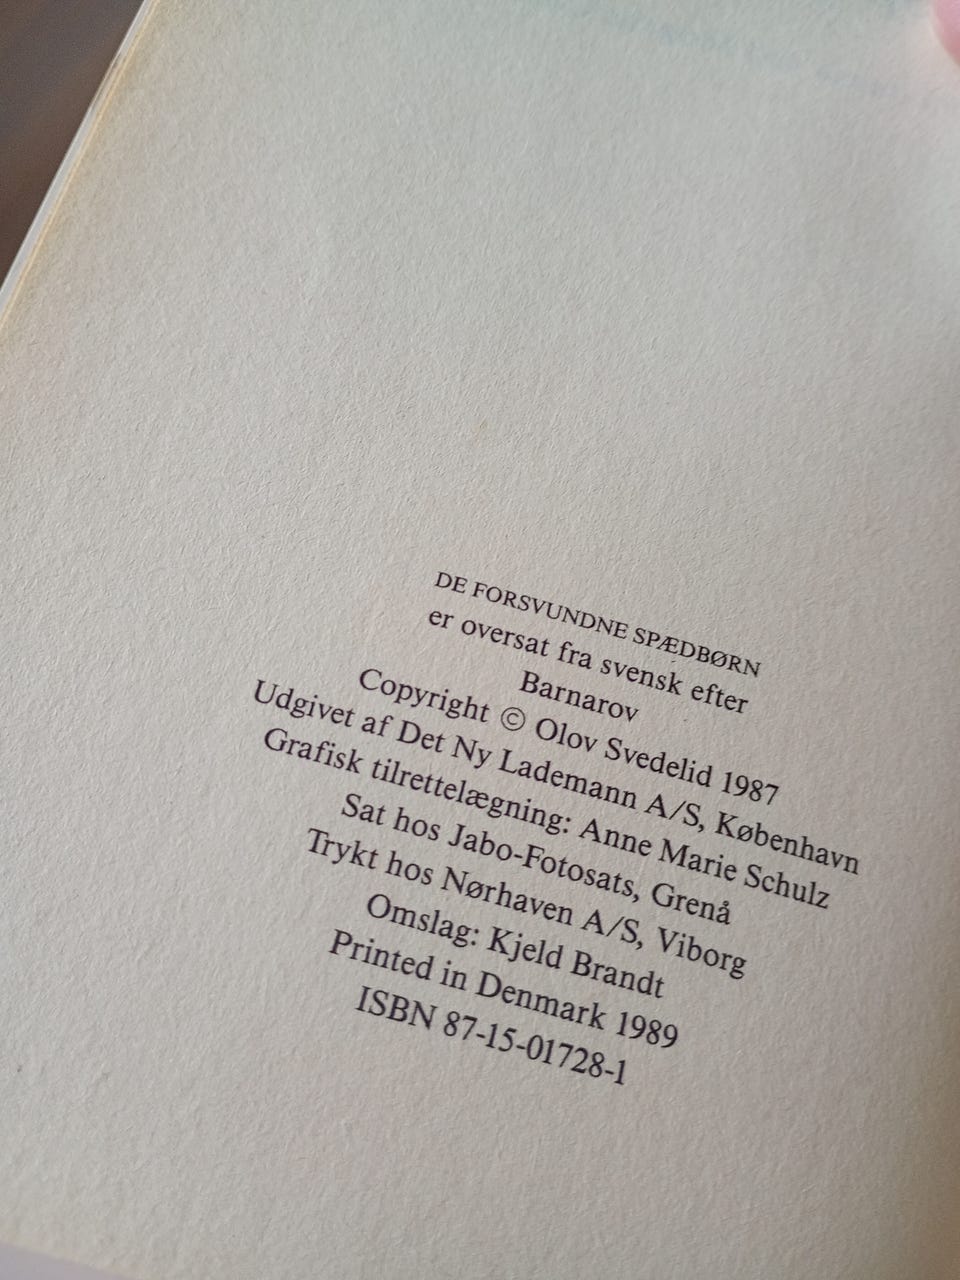 DE FORSVUNDNE SPÆDBØRN
er oversat fra svensk efter
Barnarov
Copyright © Olov Svedelid 1987
Udgivet af Det Ny Lademann A/S, København
Grafisk tilrettelægning: Anne Marie Schulz
Sat hos Jabo-Fotosats, Grenå
Trykt hos Nørhaven A/S, Viborg
Omslag: Kjeld Brandt
Printed in Denmark 1989
ISBN 87-15-01728-1